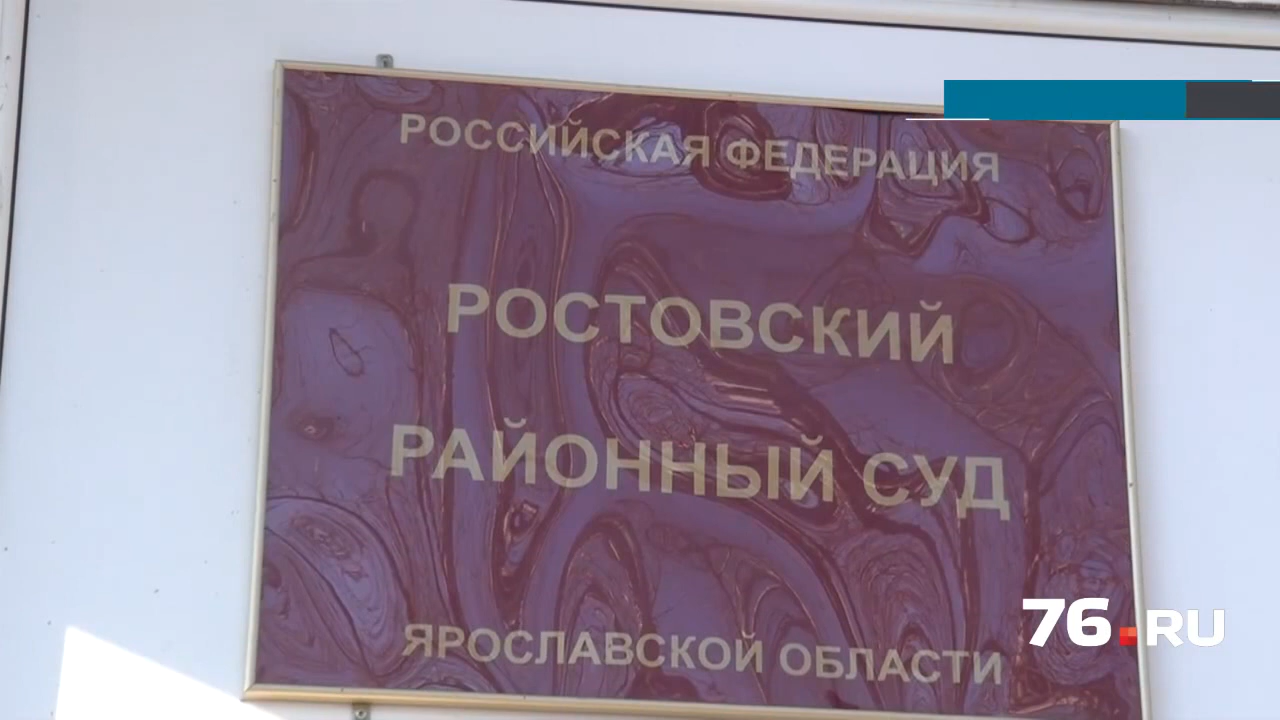 РОССИЙСКАЯ ФЕДЕРАЦИЯ
РОСТОВСКИЙ
РАЙОННЫЙ СУД
ЯРОСЛАВСКОЙ ОБЛАСТИ
76.RU